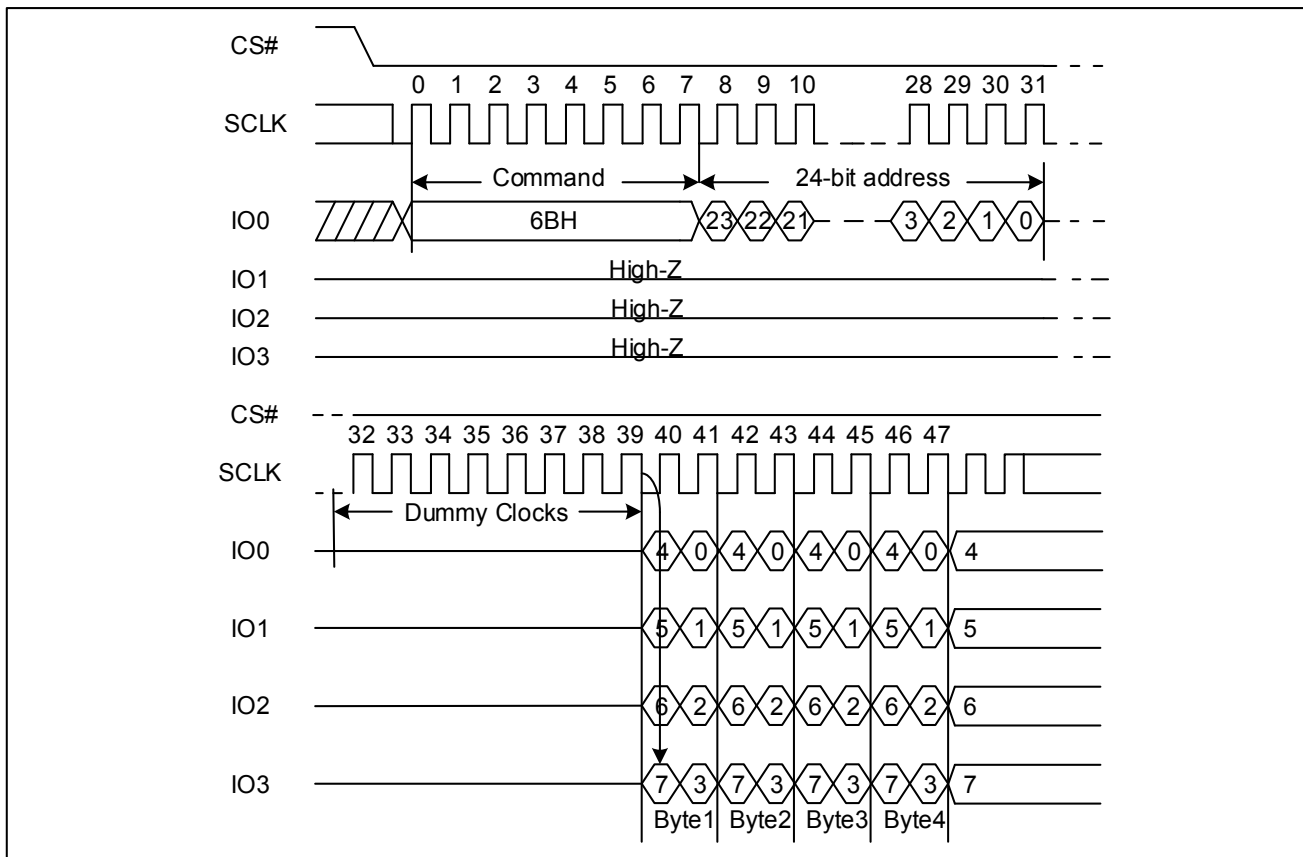 CS#
0 1 2 3 4 5 6 7 8 9 10 28 29 30 31
SCLK
Command 24-bit address
IO0 6BH 23 22 21 3 2 1 0
IO1 High-Z
IO2 High-Z
IO3 High-Z
CS#
32 33 34 35 36 37 38 39 40 41 42 43 44 45 46 47
SCLK
Dummy Clocks
IO0 4 0 4 0 4 0 4 0 4
IO1 5 1 5 1 5 1 5 1 5
IO2 6 2 6 2 6 2 6 2 6
IO3 7 3 7 3 7 3 7 3 7
Byte1 Byte2 Byte3 Byte4